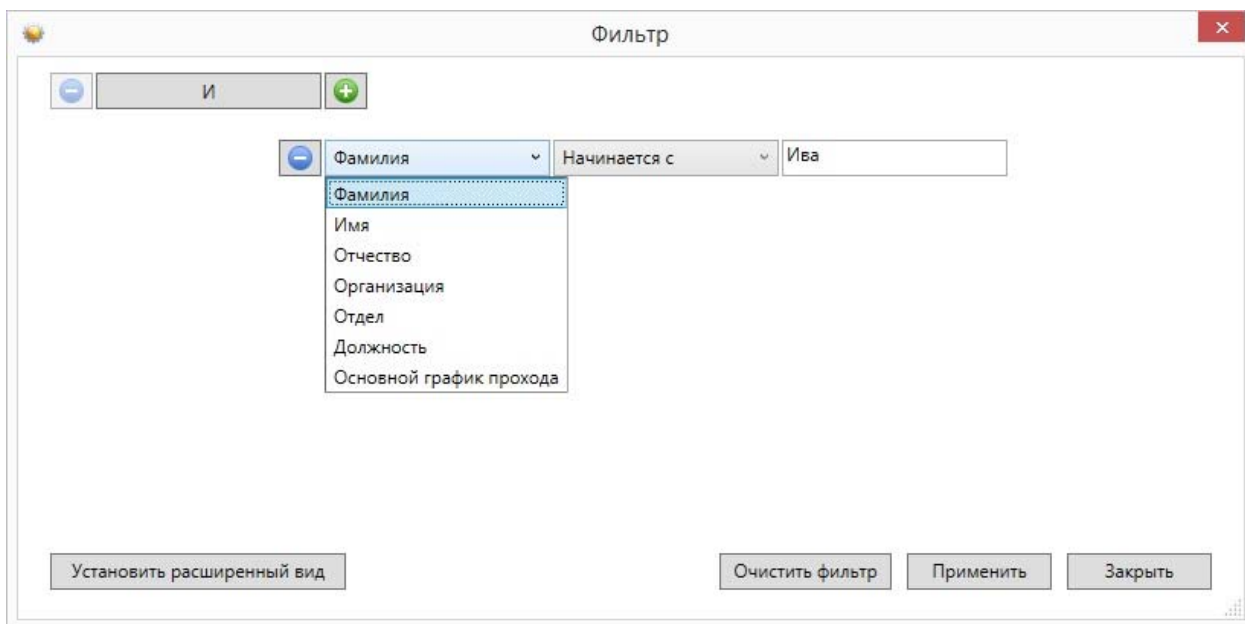 Фильтр
И
Фамилия Начинается с Ива
Фамилия
Имя
Отчество
Организация
Отдел
Должность
Основной график прохода
Установить расширенный вид Очистить фильтр Применить Закрыть